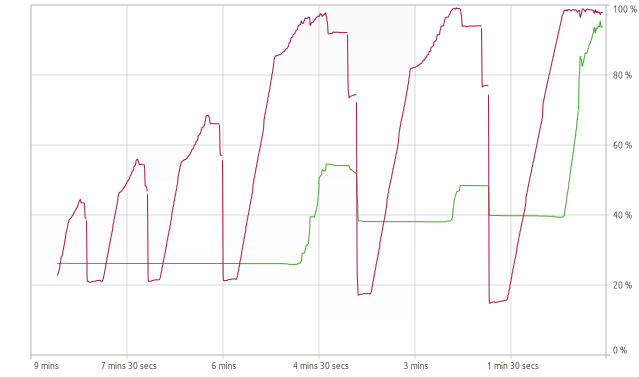 100 %
80 %
60 %
40 %
20 %
0 %
9 mins
7 mins 30 secs
6 mins
4 mins 30 secs
3 mins
1 min 30 secs